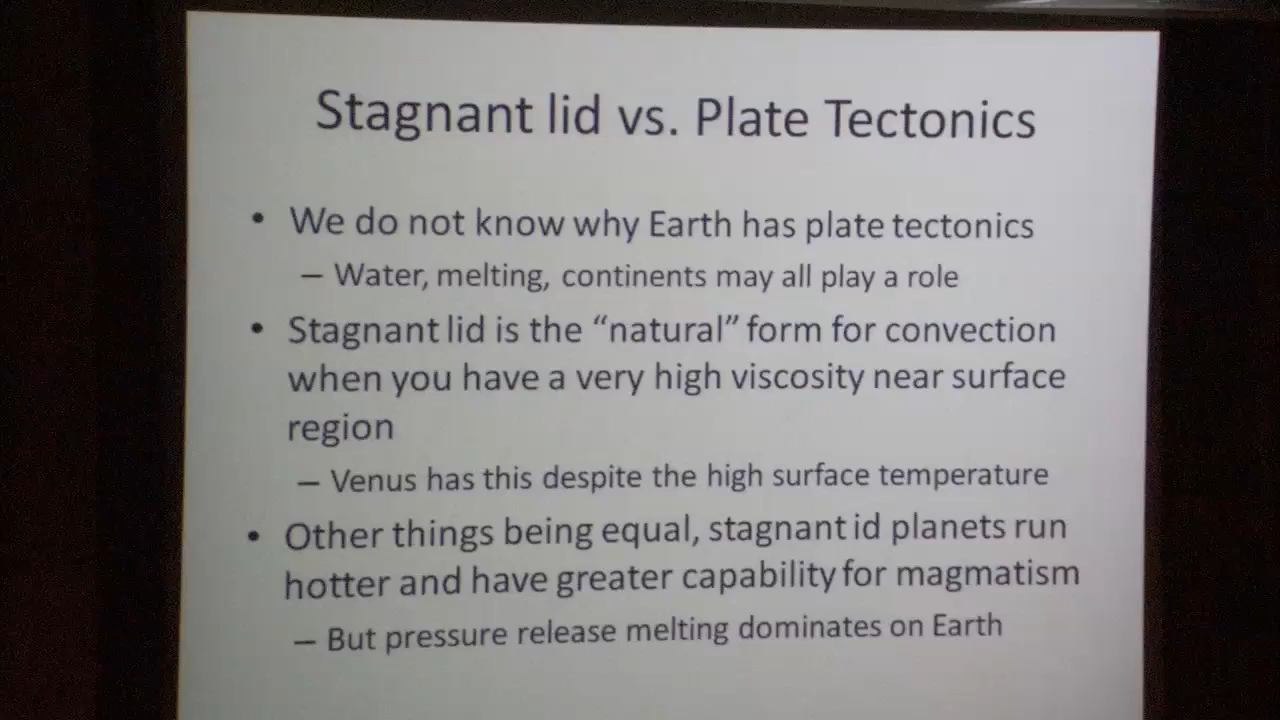 Stagnant lid vs. Plate Tectonics
• We do not know why Earth has plate tectonics
– Water, melting, continents may all play a role
• Stagnant lid is the “natural” form for convection
when you have a very high viscosity near surface
region
– Venus has this despite the high surface temperature
• Other things being equal, stagnant id planets run
hotter and have greater capability for magmatism
– But pressure release melting dominates on Earth